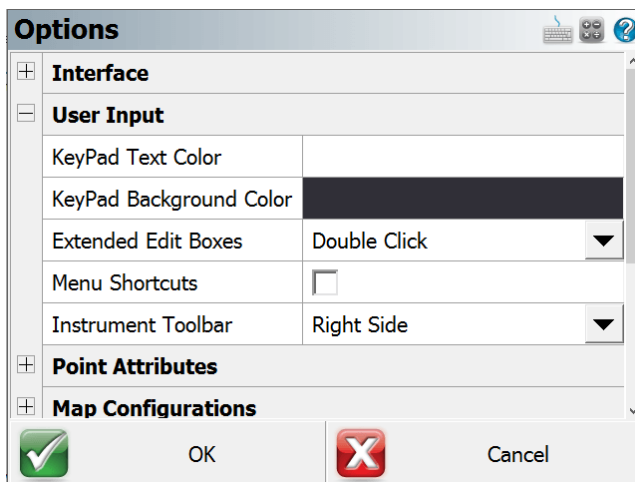 Options
?
Interface
User Input
KeyPad Text Color
KeyPad Background Color
Extended Edit Boxes Double Click
Menu Shortcuts
Instrument Toolbar Right Side
Point Attributes
Map Configurations
OK Cancel